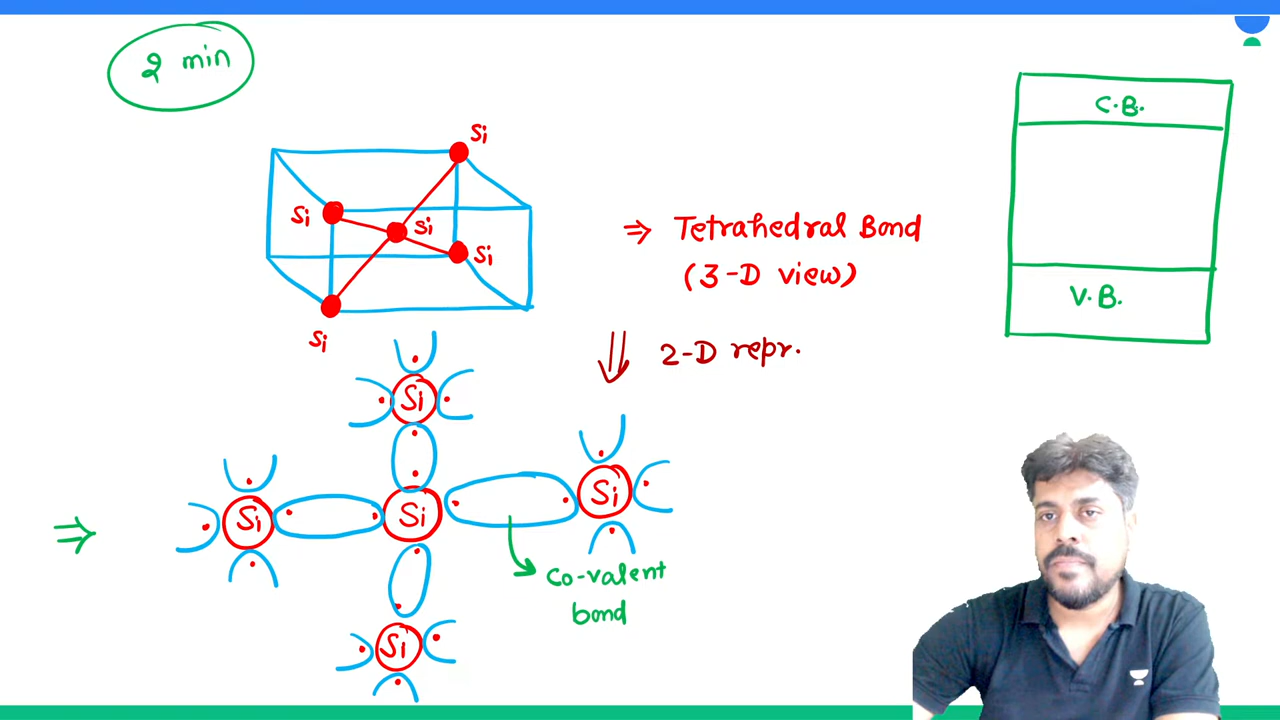 2 min
C.B.
V.B.
Si
Si
Si
Si
Si
⇒ Tetrahedral Bond
(3-D view)
2-D repr.
Si
Si
Si
Si
Si
⇒
Co-valent
bond